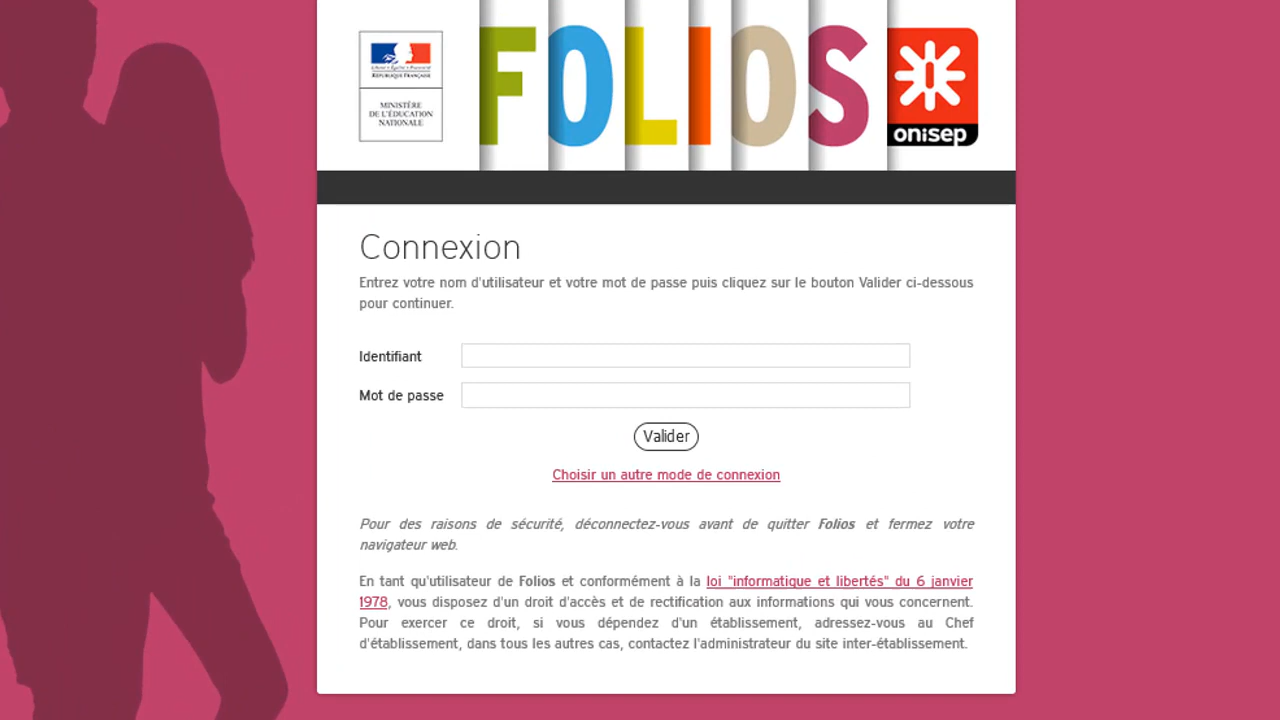 FOLIOS
Liberté • Égalité • Fraternité
RÉPUBLIQUE FRANÇAISE
MINISTÈRE
DE L'ÉDUCATION
NATIONALE
onisep
Connexion
Entrez votre nom d'utilisateur et votre mot de passe puis cliquez sur le bouton Valider ci-dessous
pour continuer.
Identifiant
Mot de passe
Valider
Choisir un autre mode de connexion
Pour des raisons de sécurité, déconnectez-vous avant de quitter Folios et fermez votre
navigateur web.
En tant qu'utilisateur de Folios et conformément à la loi "informatique et libertés" du 6 janvier
1978, vous disposez d'un droit d'accès et de rectification aux informations qui vous concernent.
Pour exercer ce droit, si vous dépendez d'un établissement, adressez-vous au Chef
d'établissement, dans tous les autres cas, contactez l'administrateur du site inter-établissement.